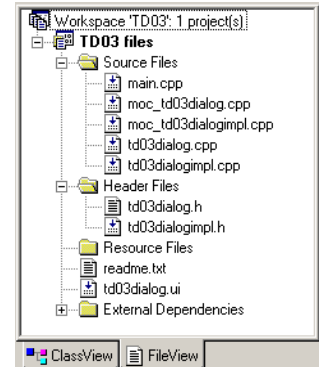 Workspace 'TD03': 1 project(s)
TD03 files
Source Files
main.cpp
moc_td03dialog.cpp
moc_td03dialogimpl.cpp
td03dialog.cpp
td03dialogimpl.cpp
Header Files
td03dialog.h
td03dialogimpl.h
Resource Files
readme.txt
td03dialog.ui
External Dependencies
ClassView FileView